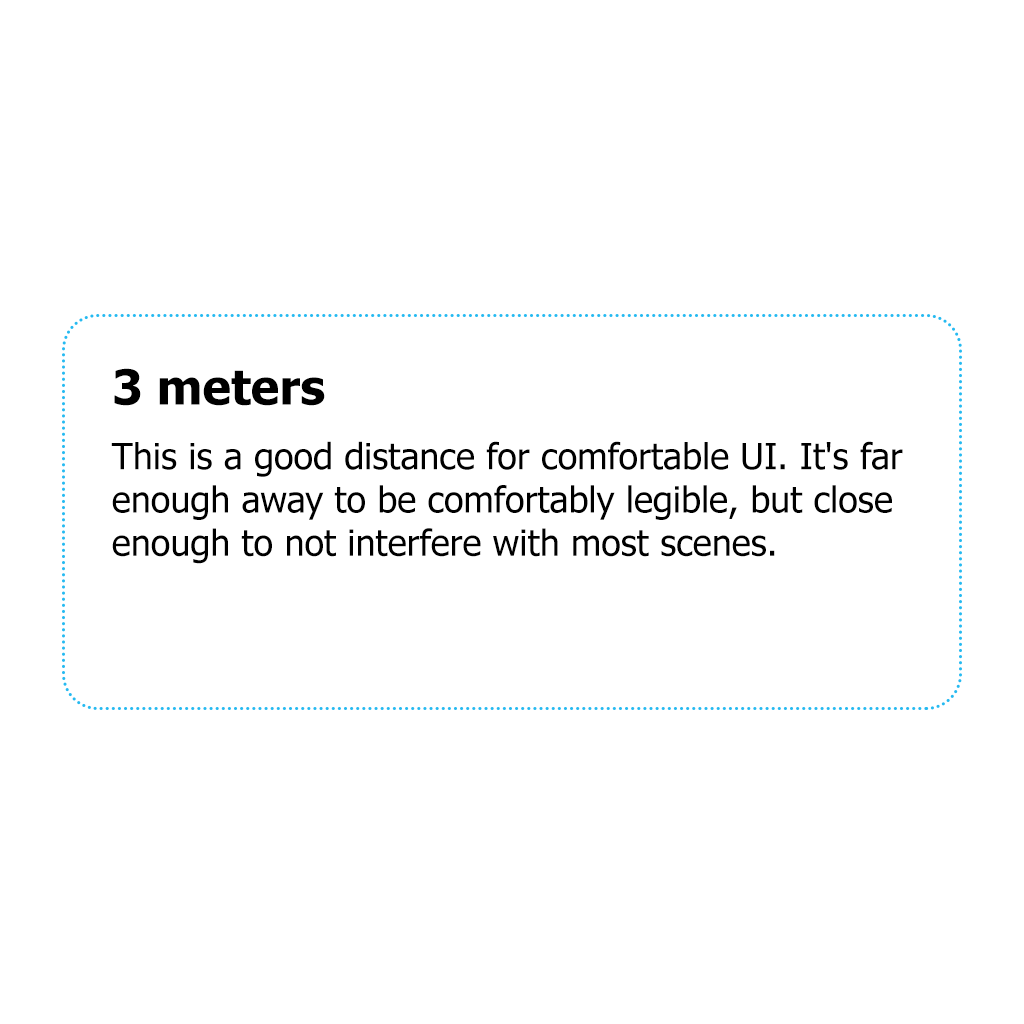 3 meters
This is a good distance for comfortable UI. It's far
enough away to be comfortably legible, but close
enough to not interfere with most scenes.